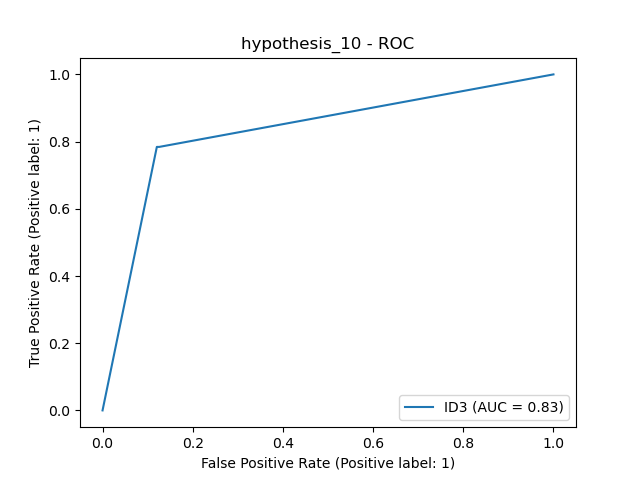 hypothesis_10 - ROC
True Positive Rate (Positive label: 1)
1.0
0.8
0.6
0.4
0.2
0.0
ID3 (AUC = 0.83)
0.0 0.2 0.4 0.6 0.8 1.0
False Positive Rate (Positive label: 1)